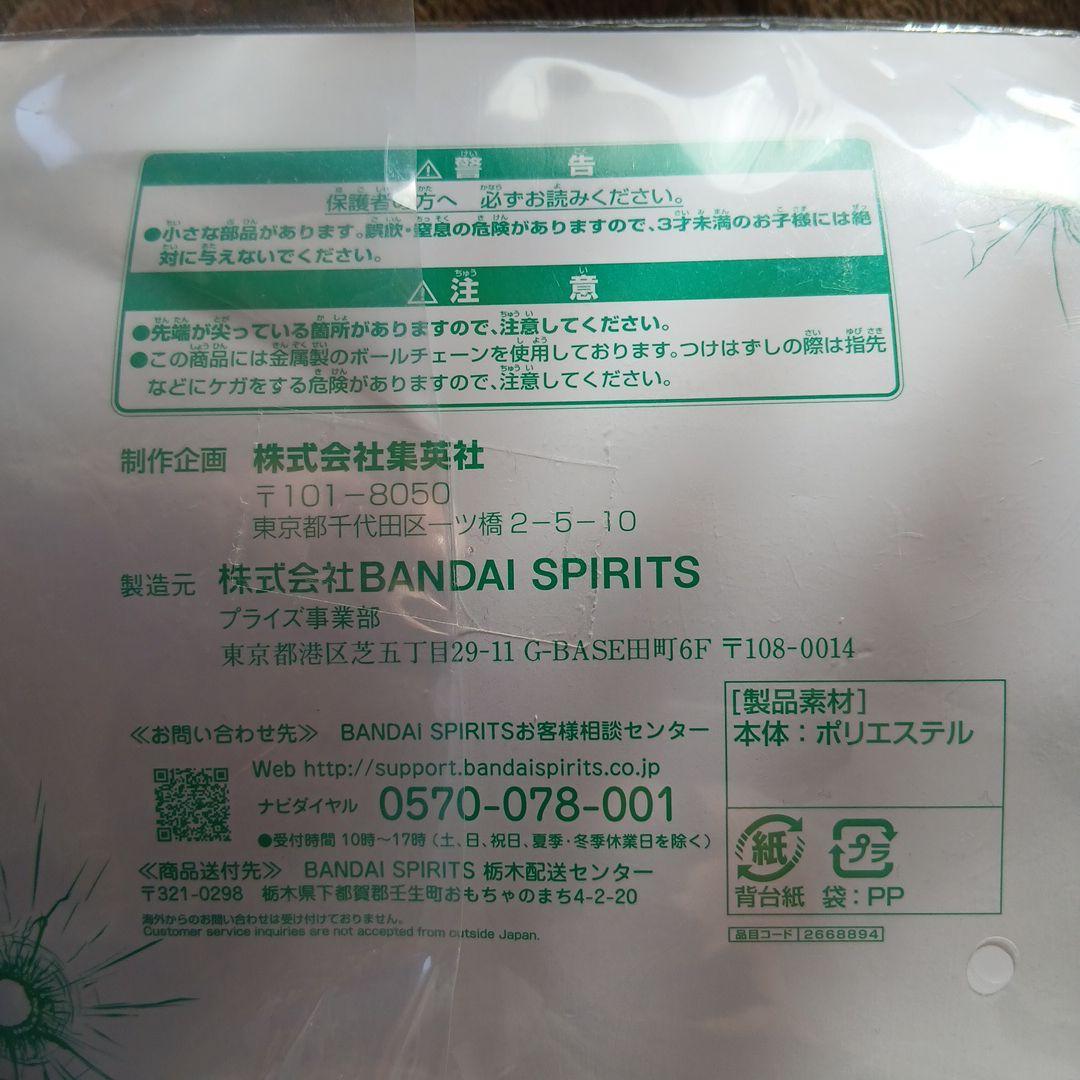 警告
保護者の方へ 必ずお読みください。
●小さな部品があります。誤飲・窒息の危険がありますので、3才未満のお子様には絶
対に与えないでください。
注意
●先端が尖っている箇所がありますので、注意してください。
●この商品には金属製のボールチェーンを使用しております。つけはずしの際は指先
などにケガをする危険がありますので、注意してください。
制作企画 株式会社集英社
〒101-8050
東京都千代田区一ツ橋2-5-10
製造元 株式会社BANDAI SPIRITS
プライズ事業部
東京都港区芝五丁目29-11 G-BASE田町6F 〒108-0014
≪お問い合わせ先≫ BANDAI SPIRITSお客様相談センター
Web http://support.bandaispirits.co.jp
ナビダイヤル 0570-078-001
●受付時間 10時～17時(土、日、祝日、夏季・冬季休業日を除く)
≪商品送付先≫ BANDAI SPIRITS 栃木配送センター
〒321-0298 栃木県下都賀郡壬生町おもちゃのまち4-2-20
海外からのお問い合わせは受け付けておりません。
Customer service inquiries are not accepted from outside Japan.
[製品素材]
本体:ポリエステル
紙 プラ
背台紙 袋:PP
品目コード 2668894